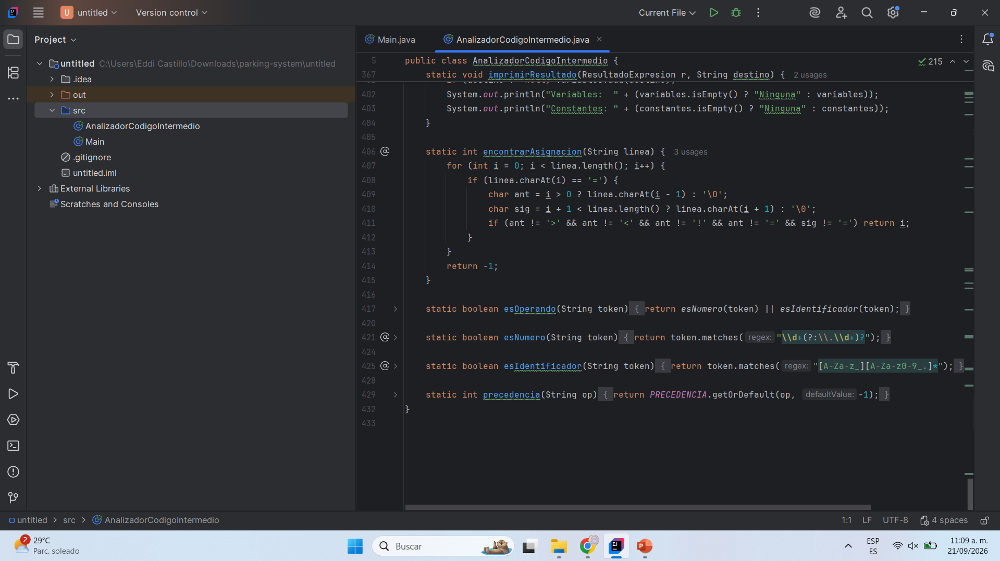 U untitled Version control Current File
Project
Main.java AnalizadorCodigoIntermedio.java
untitled C:\Users\Eddi Castillo\Downloads\parking-system\untitled
.idea
out
src
AnalizadorCodigoIntermedio
Main
.gitignore
untitled.iml
External Libraries
Scratches and Consoles
215
5 public class AnalizadorCodigoIntermedio {
367 static void imprimirResultado(ResultadoExpresion r, String destino) { 2 usages
402 System.out.println("Variables:  " + (variables.isEmpty() ? "Ninguna" : variables));
403 System.out.println("Constantes: " + (constantes.isEmpty() ? "Ninguna" : constantes));
404 }
405
406 @ static int encontrarAsignacion(String linea) { 3 usages
407 for (int i = 0; i < linea.length(); i++) {
408 if (linea.charAt(i) == '=') {
409 char ant = i > 0 ? linea.charAt(i - 1) : '\0';
410 char sig = i + 1 < linea.length() ? linea.charAt(i + 1) : '\0';
411 if (ant != '>' && ant != '<' && ant != '!' && ant != '=' && sig != '=') return i;
412 }
413 }
414 return -1;
415 }
416
417 static boolean esOperando(String token) { return esNumero(token) || esIdentificador(token); }
420
421 @ static boolean esNumero(String token) { return token.matches( regex: "\\d+(?:\\.\\d+)?"); }
424
425 @ static boolean esIdentificador(String token) { return token.matches( regex: "[A-Za-z_][A-Za-z0-9_.]*"); }
428
429 static int precedencia(String op) { return PRECEDENCIA.getOrDefault(op, defaultValue: -1); }
432 }
433
untitled > src > AnalizadorCodigoIntermedio
1:1 LF UTF-8 4 spaces
2
29°C
Parc. soleado
Buscar
ESP
ES
11:09 a. m.
21/09/2026